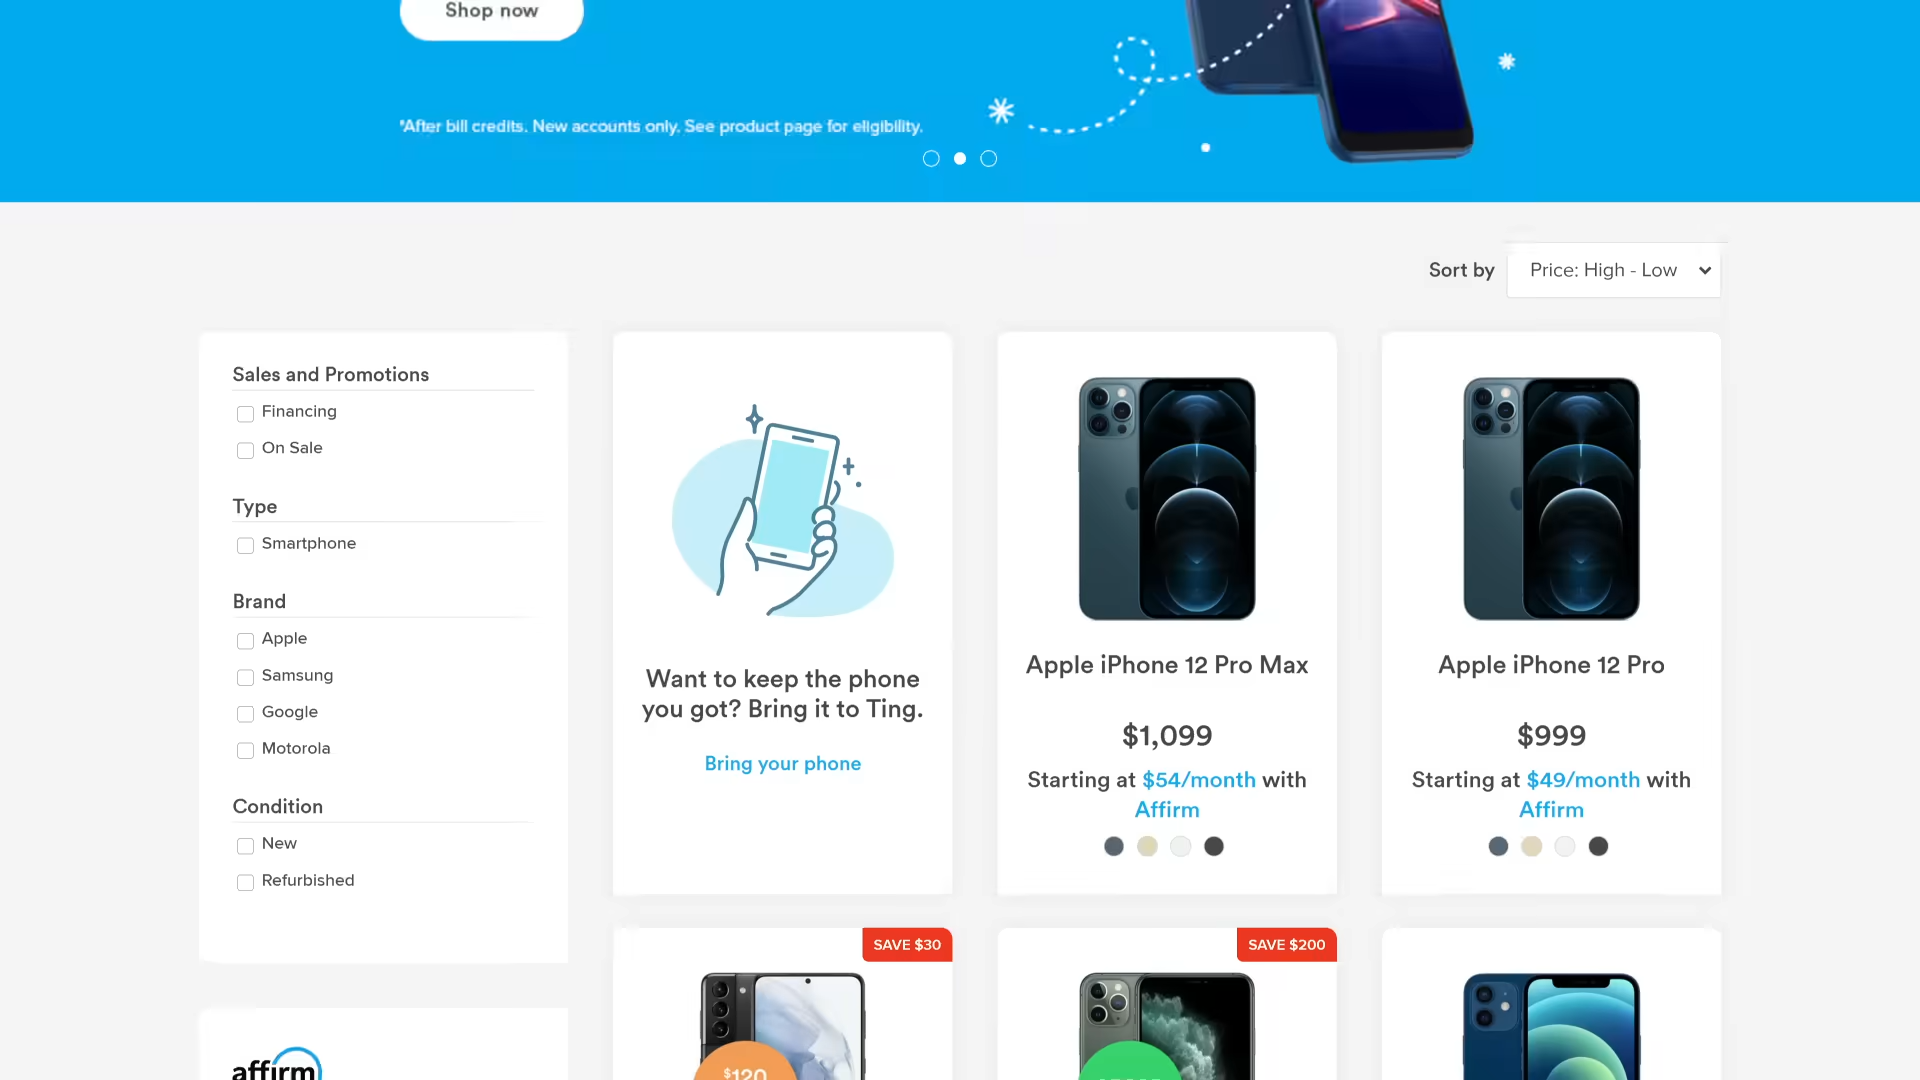 Shop now
*After bill credits. New accounts only. See product page for eligibility.
Sort by Price: High - Low
Sales and Promotions
Financing
On Sale
Type
Smartphone
Brand
Apple
Samsung
Google
Motorola
Condition
New
Refurbished
Want to keep the phone
you got? Bring it to Ting.
Bring your phone
Apple iPhone 12 Pro Max
$1,099
Starting at $54/month with
Affirm
Apple iPhone 12 Pro
$999
Starting at $49/month with
Affirm
SAVE $30
$120
SAVE $200
affirm